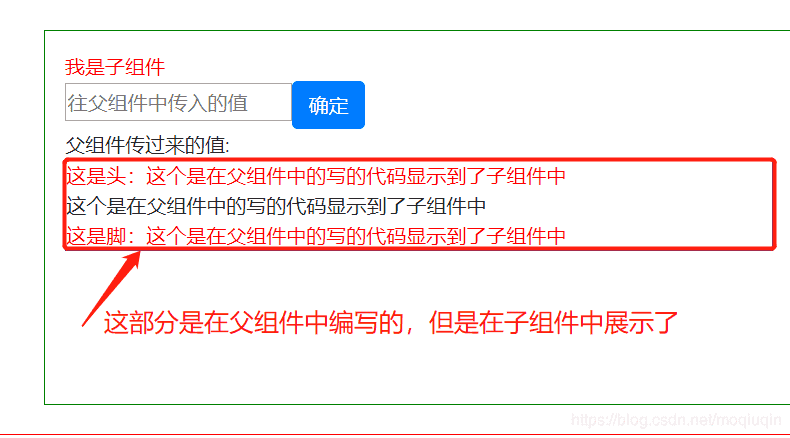 我是子组件
往父组件中传入的值
确定
父组件传过来的值:
这是头：这个是在父组件中的写的代码显示到了子组件中
这个是在父组件中的写的代码显示到了子组件中
这是脚：这个是在父组件中的写的代码显示到了子组件中
这部分是在父组件中编写的，但是在子组件中展示了
https://blog.csdn.net/moqiuqin